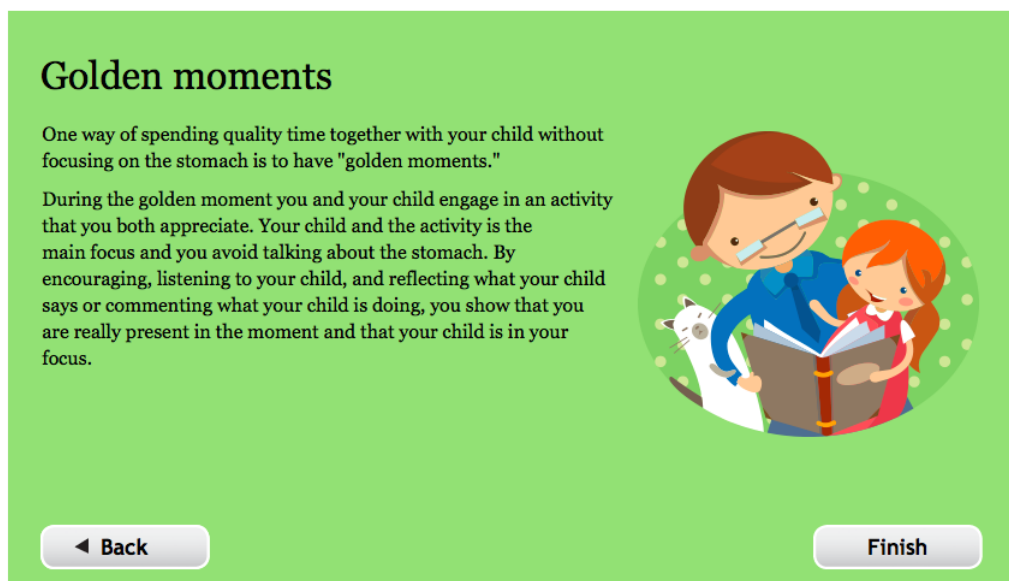 Golden moments
One way of spending quality time together with your child without
focusing on the stomach is to have "golden moments."
During the golden moment you and your child engage in an activity
that you both appreciate. Your child and the activity is the
main focus and you avoid talking about the stomach. By
encouraging, listening to your child, and reflecting what your child
says or commenting what your child is doing, you show that you
are really present in the moment and that your child is in your
focus.
Back
Finish